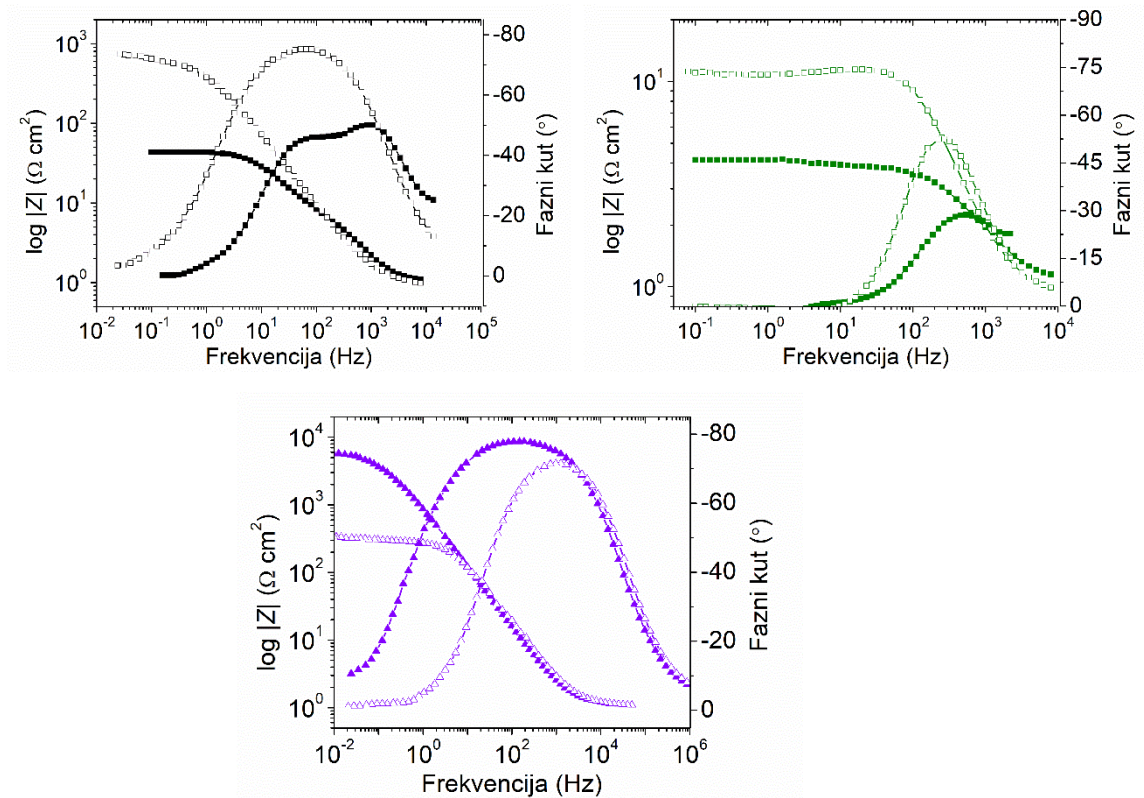 10³
10²
10¹
10⁰
log |Z| (Ω cm²)
-80
-60
-40
-20
0
Fazni kut (°)
10⁻² 10⁻¹ 10⁰ 10¹ 10² 10³ 10⁴ 10⁵
Frekvencija (Hz)
10¹
10⁰
log |Z| (Ω cm²)
-90
-75
-60
-45
-30
-15
0
Fazni kut (°)
10⁻¹ 10⁰ 10¹ 10² 10³ 10⁴
Frekvencija (Hz)
10⁴
10³
10²
10¹
10⁰
log |Z| (Ω cm²)
-80
-60
-40
-20
0
Fazni kut (°)
10⁻² 10⁰ 10² 10⁴ 10⁶
Frekvencija (Hz)